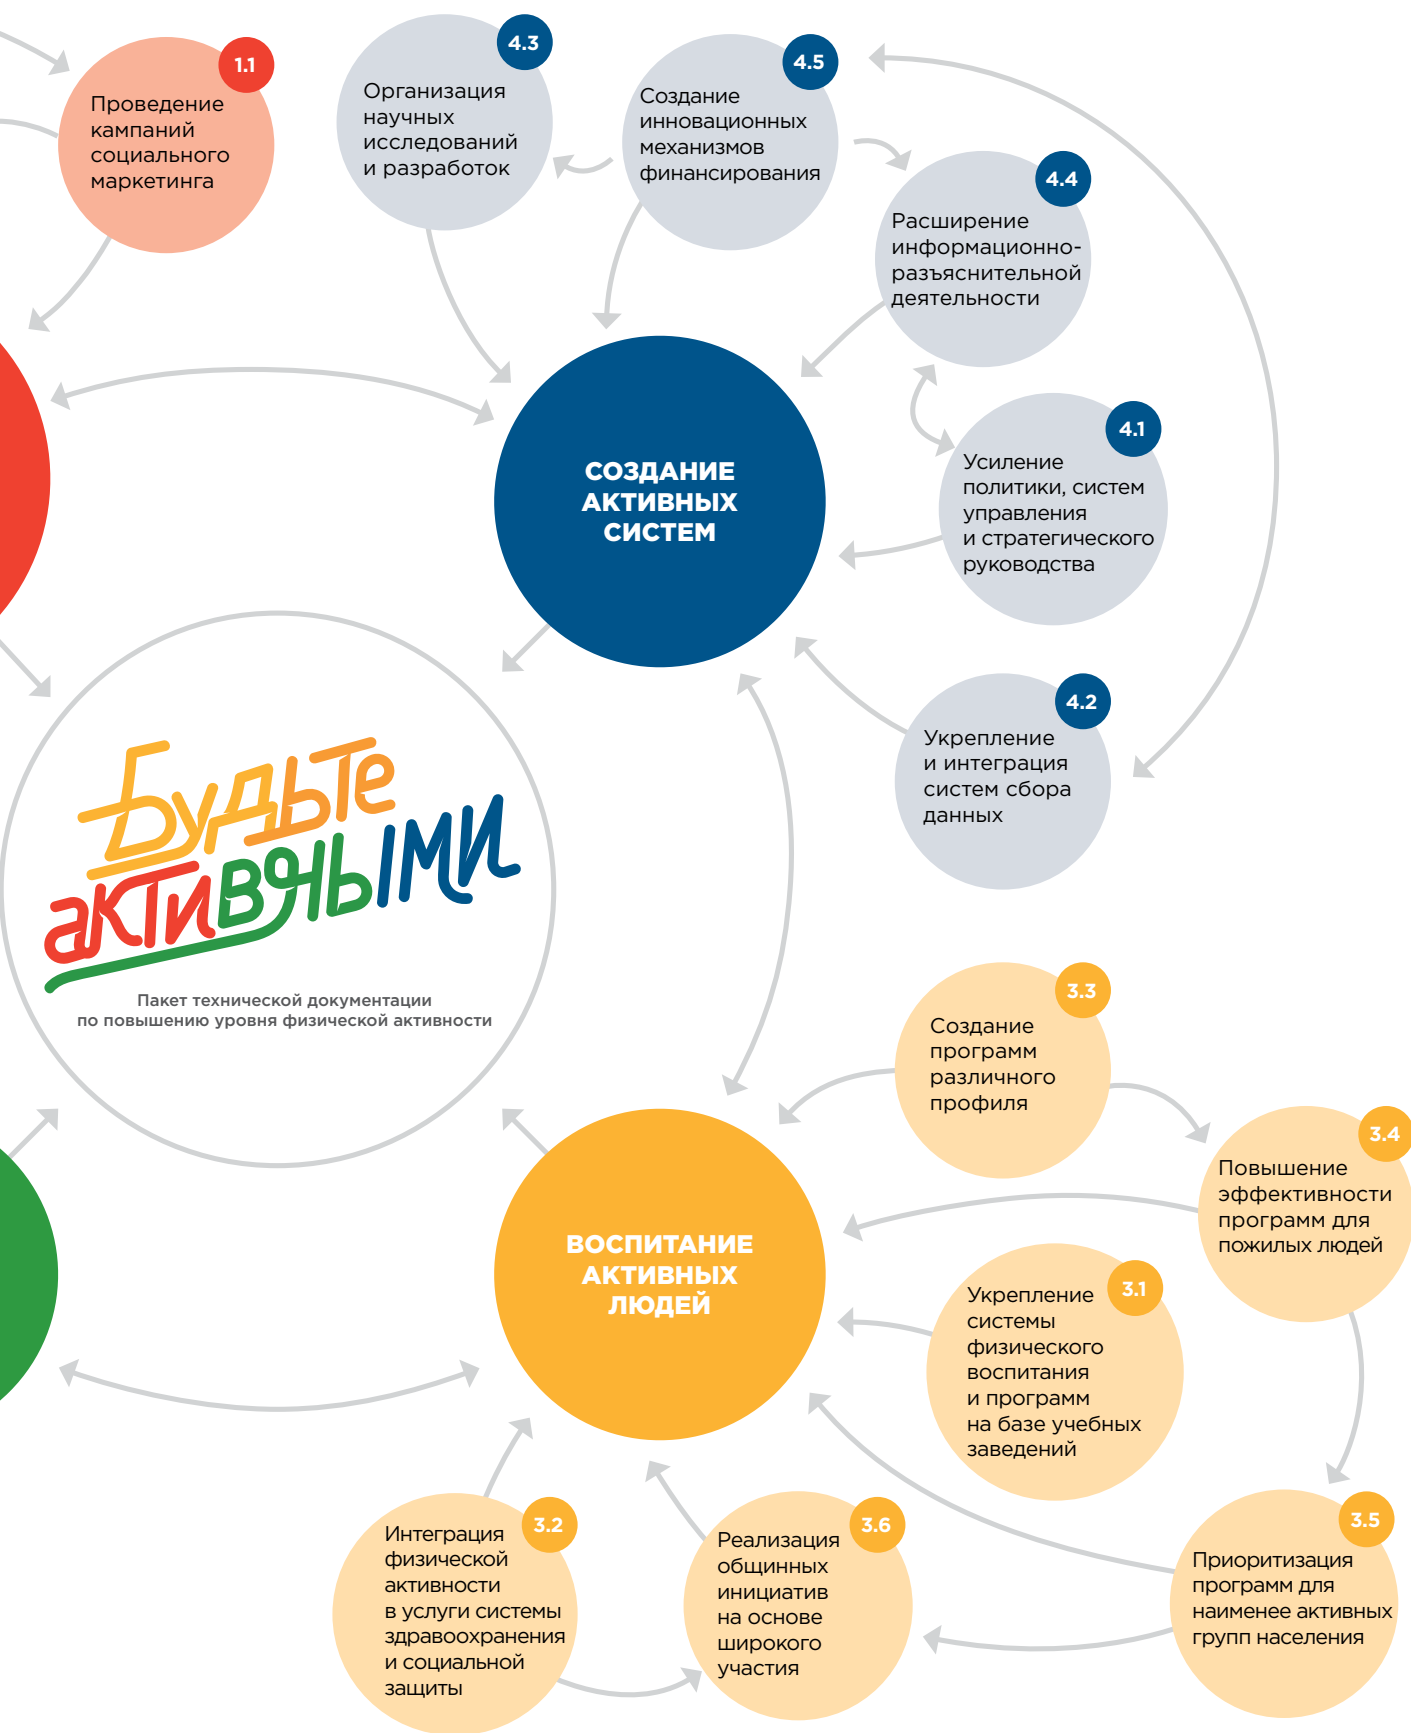 1.1
Проведение
кампаний
социального
маркетинга
4.3
Организация
научных
исследований
и разработок
4.5
Создание
инновационных
механизмов
финансирования
4.4
Расширение
информационно-
разъяснительной
деятельности
4.1
Усиление
политики, систем
управления
и стратегического
руководства
СОЗДАНИЕ
АКТИВНЫХ
СИСТЕМ
4.2
Укрепление
и интеграция
систем сбора
данных
Будьте
активными
Пакет технической документации
по повышению уровня физической активности
3.3
Создание
программ
различного
профиля
3.4
Повышение
эффективности
программ для
пожилых людей
ВОСПИТАНИЕ
АКТИВНЫХ
ЛЮДЕЙ
3.1
Укрепление
системы
физического
воспитания
и программ
на базе учебных
заведений
3.2
Интеграция
физической
активности
в услуги системы
здравоохранения
и социальной
защиты
3.6
Реализация
общинных
инициатив
на основе
широкого
участия
3.5
Приоритизация
программ для
наименее активных
групп населения